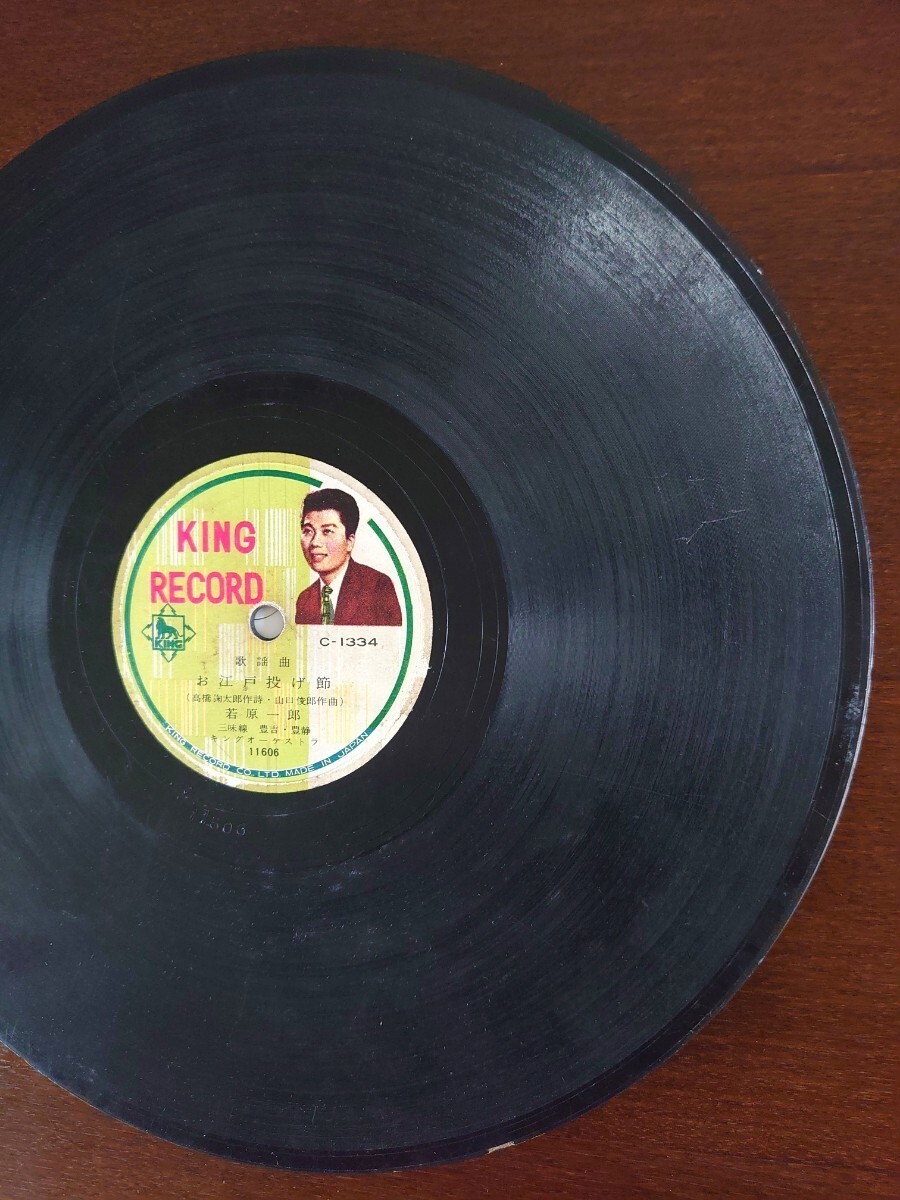 KING
RECORD
KING
C-1334
歌謡曲
お江戸投げ節
(高橋掬太郎作詩・山口俊郎作曲)
若原一郎
三味線 豊吉・豊静
キングオーケストラ
11606
KING RECORD CO., LTD MADE IN JAPAN